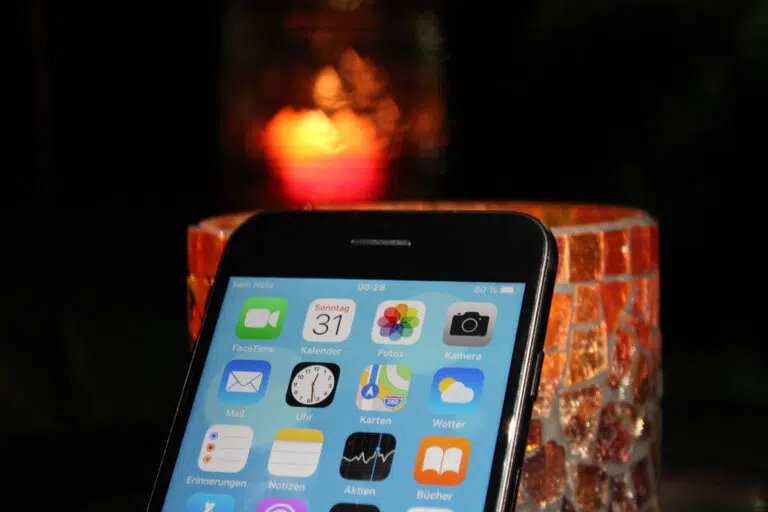 Kein Netz 00:28 50 %
Sonntag
31
FaceTime Kalender Fotos Kamera
280
Mail Uhr Karten Wetter
Erinnerungen Notizen Aktien Bücher